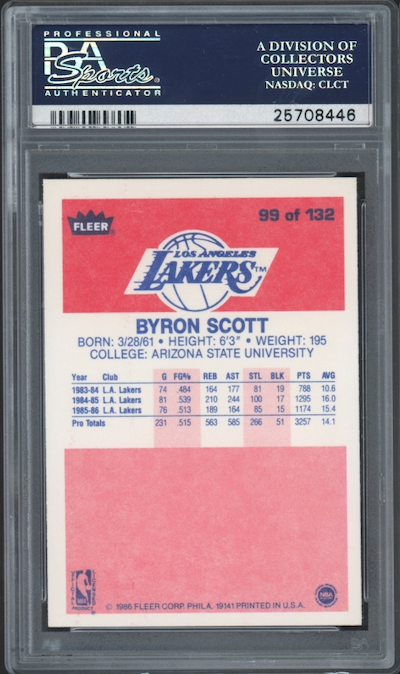 PROFESSIONAL
PSA
Sports
AUTHENTICATOR
A DIVISION OF
COLLECTORS
UNIVERSE
NASDAQ: CLCT
25708446
FLEER
99 of 132
LOS ANGELES
LAKERS TM
BYRON SCOTT
BORN: 3/28/61 • HEIGHT: 6'3" • WEIGHT: 195
COLLEGE: ARIZONA STATE UNIVERSITY
Year Club G FG% REB AST STL BLK PTS AVG
1983-84 L.A. Lakers 74 .484 164 177 81 19 788 10.6
1984-85 L.A. Lakers 81 .539 210 244 100 17 1295 16.0
1985-86 L.A. Lakers 76 .513 189 164 85 15 1174 15.4
Pro Totals 231 .515 563 585 266 51 3257 14.1
NBA
© 1986 FLEER CORP. PHILA. 19141 PRINTED IN U.S.A.